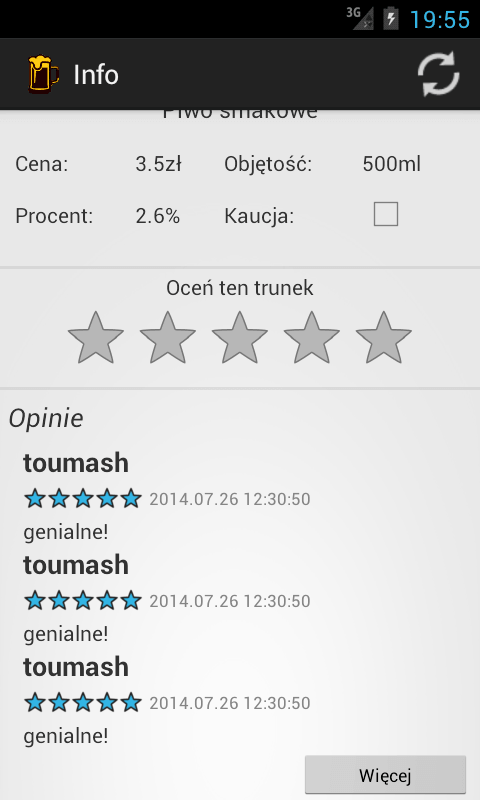 3G 19:55
Info
Piwo smakowe
Cena: 3.5zł Objętość: 500ml
Procent: 2.6% Kaucja:
Oceń ten trunek
Opinie
toumash
2014.07.26 12:30:50
genialne!
toumash
2014.07.26 12:30:50
genialne!
toumash
2014.07.26 12:30:50
genialne!
Więcej